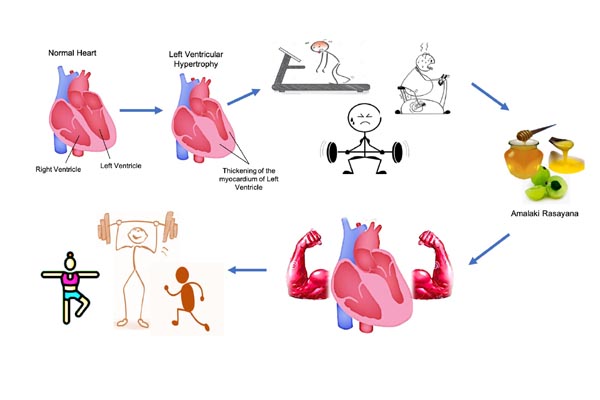 Normal Heart
Left Ventricular
Hypertrophy
Right Ventricle
Left Ventricle
Thickening of the
myocardium of Left
Ventricle
Amalaki Rasayana